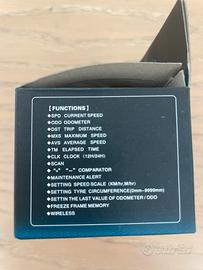 [FUNCTIONS]
◆SPD CURRENT SPEED
◆ODO ODOMETER
◆DST TRIP DISTANCE
◆MXS MAXIMUM SPEED
◆AVS AVERAGE SPEED
◆TM ELAPSED TIME
◆CLK CLOCK (12H/24H)
◆SCAN
◆"+" "-" COMPARATOR
◆MAINTENANCE ALERT
◆SETTING SPEED SCALE (KM/hr,M/hr)
◆SETTING TYRE CIRCUMFERENCE (0mm-9999mm)
◆SETTIN THE LAST VALUE OF ODOMETER / ODO
◆FREEZE FRAME MEMORY
◆WIRELESS
subito